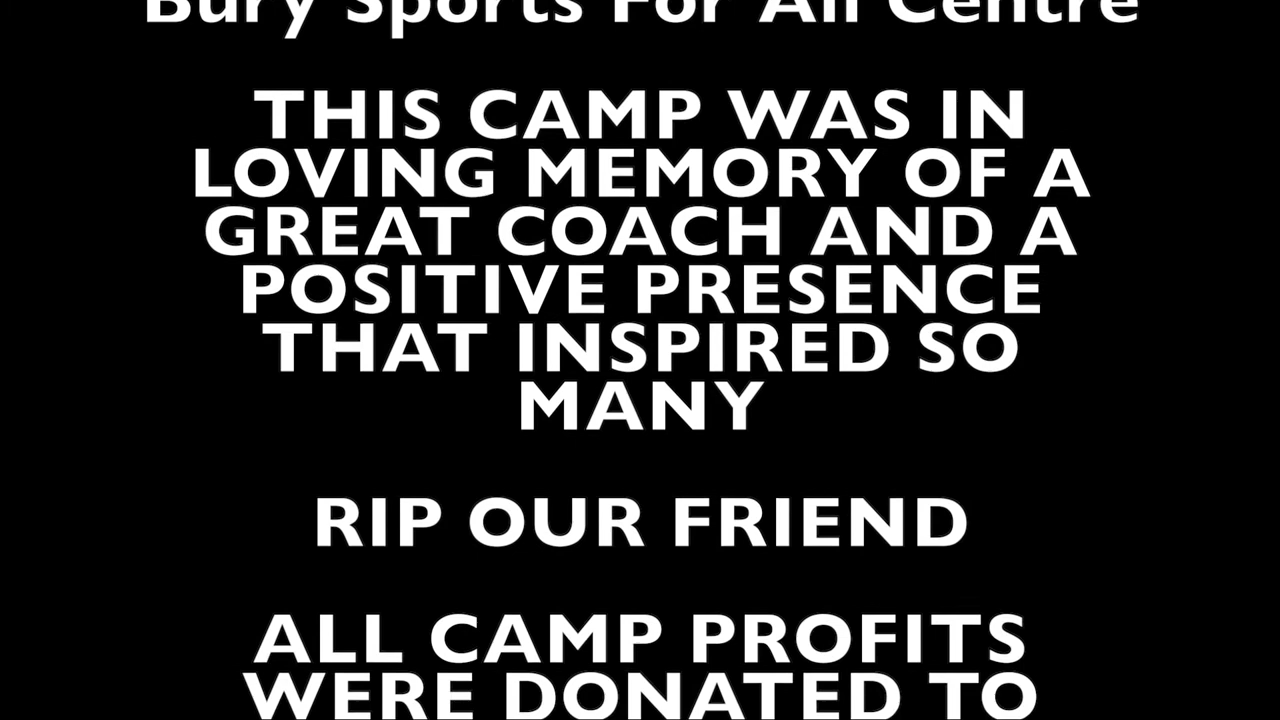 Bury Sports For All Centre
THIS CAMP WAS IN
LOVING MEMORY OF A
GREAT COACH AND A
POSITIVE PRESENCE
THAT INSPIRED SO
MANY
RIP OUR FRIEND
ALL CAMP PROFITS
WERE DONATED TO